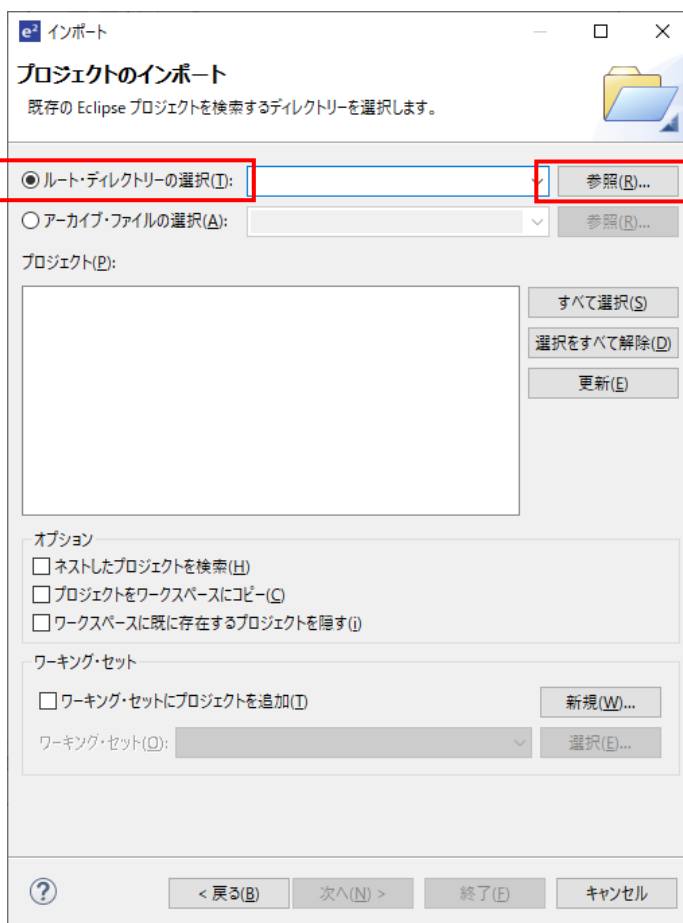 e² インポート
プロジェクトのインポート
既存の Eclipse プロジェクトを検索するディレクトリーを選択します。
ルート・ディレクトリーの選択(T): 参照(R)...
アーカイブ・ファイルの選択(A): 参照(R)...
プロジェクト(P):
すべて選択(S)
選択をすべて解除(D)
更新(E)
オプション
ネストしたプロジェクトを検索(H)
プロジェクトをワークスペースにコピー(C)
ワークスペースに既に存在するプロジェクトを隠す(i)
ワーキング・セット
ワーキング・セットにプロジェクトを追加(T) 新規(W)...
ワーキング・セット(O): 選択(E)...
? < 戻る(B) 次へ(N) > 終了(F) キャンセル